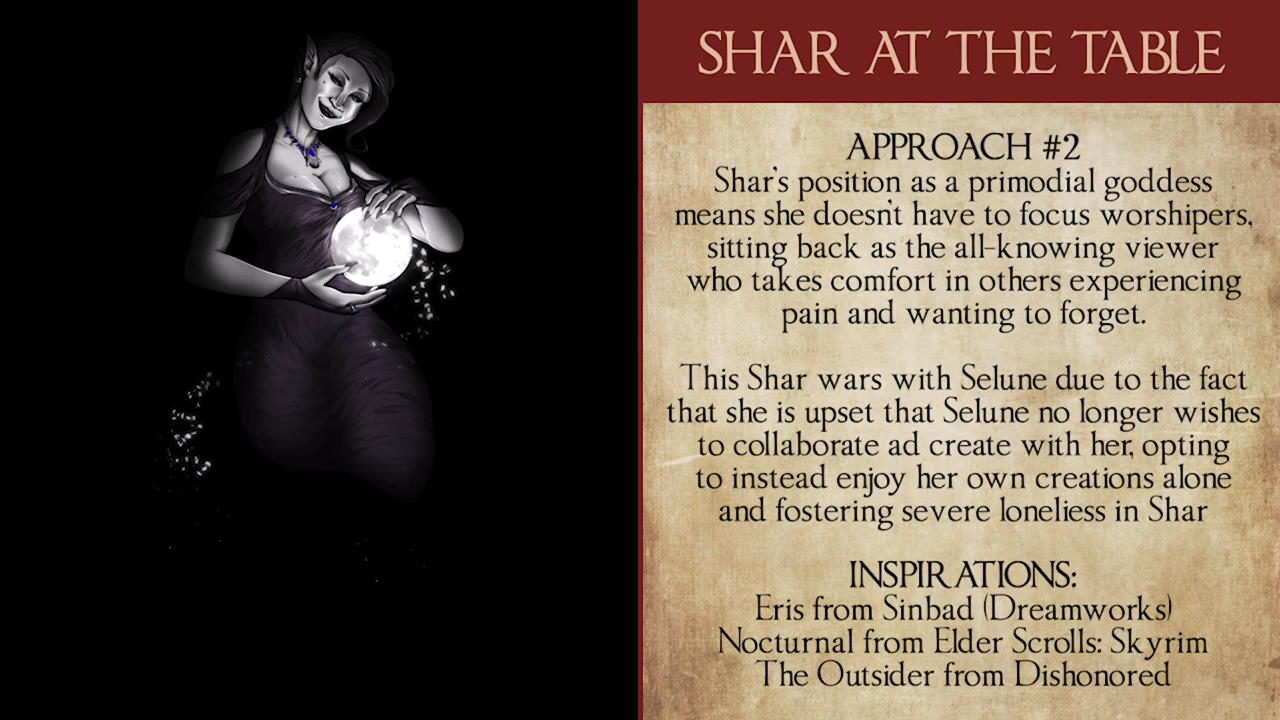 SHAR AT THE TABLE
APPROACH #2
Shar's position as a primodial goddess
means she doesn't have to focus worshipers,
sitting back as the all-knowing viewer
who takes comfort in others experiencing
pain and wanting to forget.
This Shar wars with Selune due to the fact
that she is upset that Selune no longer wishes
to collaborate ad create with her, opting
to instead enjoy her own creations alone
and fostering severe loneliess in Shar
INSPIRATIONS:
Eris from Sinbad (Dreamworks)
Nocturnal from Elder Scrolls: Skyrim
The Outsider from Dishonored